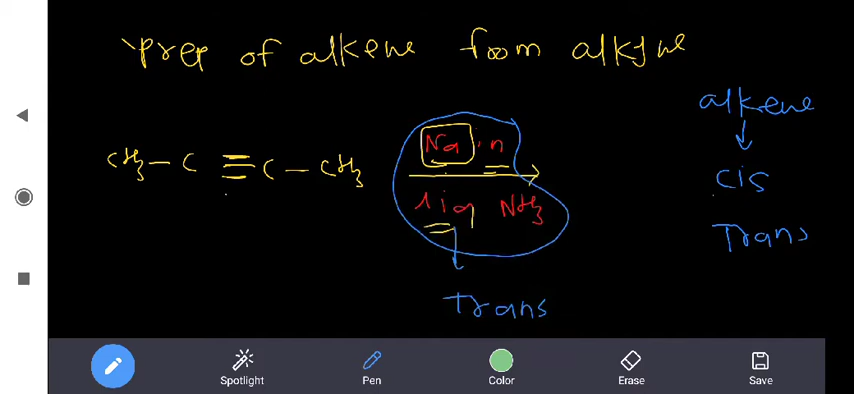 Prep of alkene from alkyne
alkene
CH3 — C ≡ C — CH3
Na in
liq NH3
cis
Trans
Trans
Spotlight
Pen
Color
Erase
Save